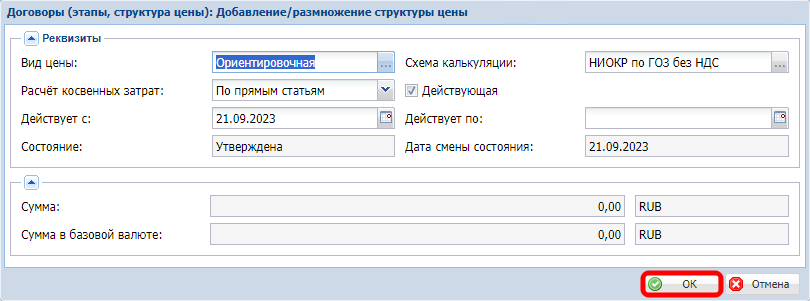 Договоры (этапы, структура цены): Добавление/размножение структуры цены
Реквизиты
Вид цены: Ориентировочная ... Схема калькуляции: НИОКР по ГОЗ без НДС ...
Расчёт косвенных затрат: По прямым статьям Действующая
Действует с: 21.09.2023 Действует по:
Состояние: Утверждена Дата смены состояния: 21.09.2023
Сумма: 0,00 RUB
Сумма в базовой валюте: 0,00 RUB
ОК Отмена